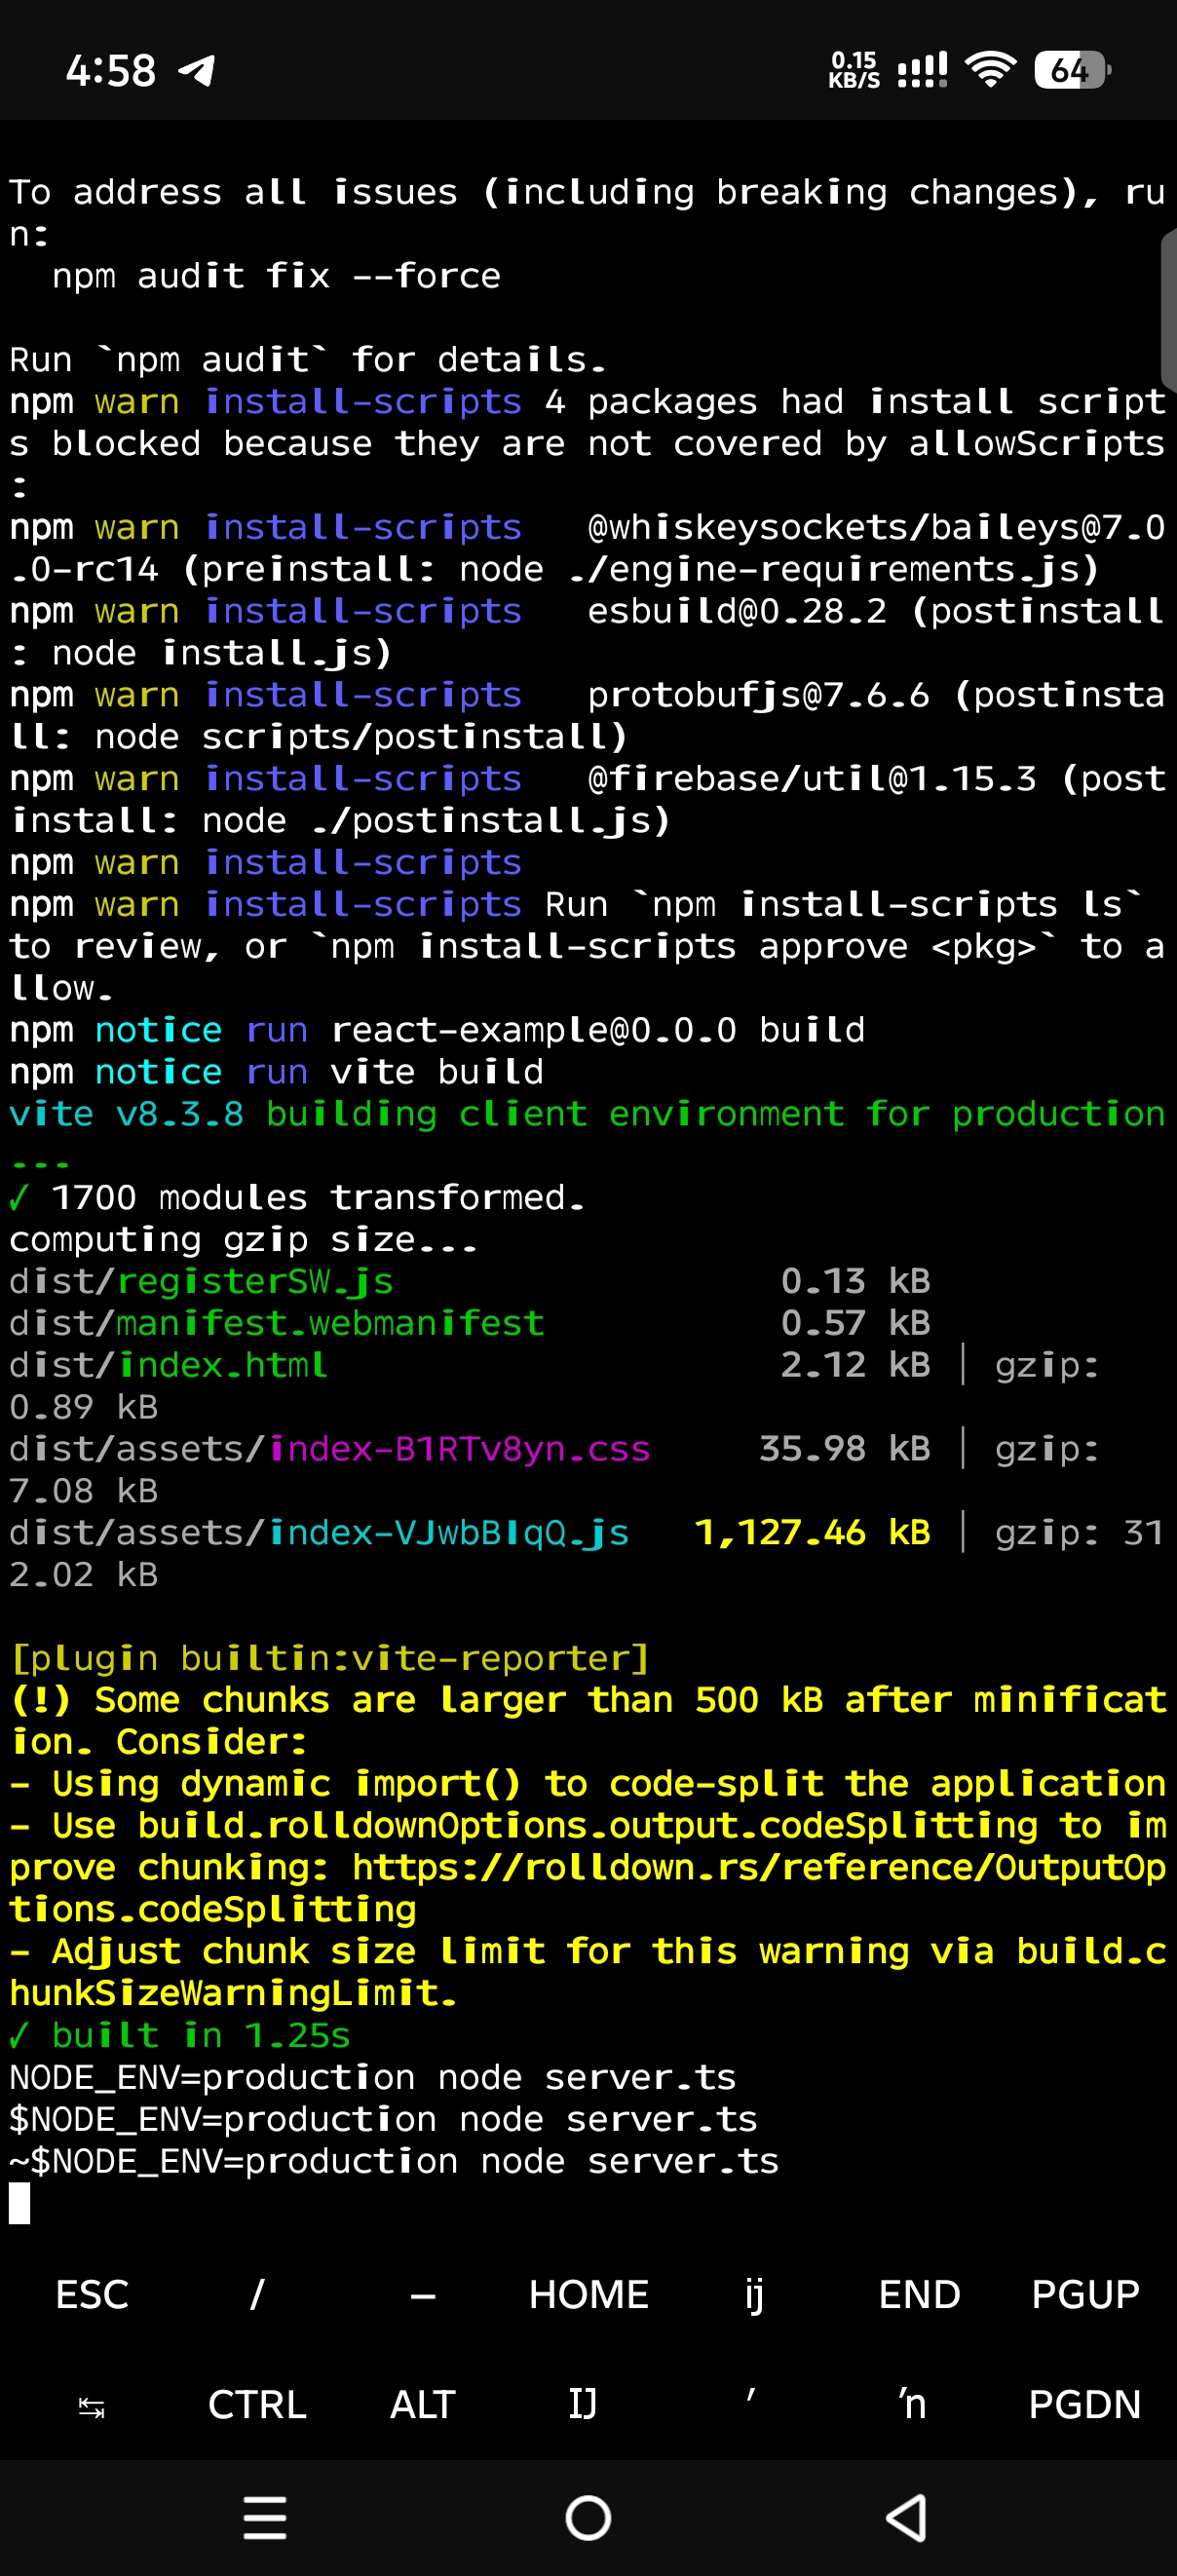 4:58
0.15
KB/S
64
To address all issues (including breaking changes), ru
n:
  npm audit fix --force

Run `npm audit` for details.
npm warn install-scripts 4 packages had install script
s blocked because they are not covered by allowScripts
:
npm warn install-scripts   @whiskeysockets/baileys@7.0
.0-rc14 (preinstall: node ./engine-requirements.js)
npm warn install-scripts   esbuild@0.28.2 (postinstall
: node install.js)
npm warn install-scripts   protobufjs@7.6.6 (postinsta
ll: node scripts/postinstall)
npm warn install-scripts   @firebase/util@1.15.3 (post
install: node ./postinstall.js)
npm warn install-scripts
npm warn install-scripts Run `npm install-scripts ls`
to review, or `npm install-scripts approve <pkg>` to a
llow.
npm notice run react-example@0.0.0 build
npm notice run vite build
vite v8.3.8 building client environment for production
...
✓ 1700 modules transformed.
computing gzip size...
dist/registerSW.js                  0.13 kB
dist/manifest.webmanifest           0.57 kB
dist/index.html                     2.12 kB │ gzip:
0.89 kB
dist/assets/index-B1RTv8yn.css     35.98 kB │ gzip:
7.08 kB
dist/assets/index-VJwbBIqQ.js   1,127.46 kB │ gzip: 31
2.02 kB

[plugin builtin:vite-reporter]
(!) Some chunks are larger than 500 kB after minificat
ion. Consider:
- Using dynamic import() to code-split the application
- Use build.rolldownOptions.output.codeSplitting to im
prove chunking: https://rolldown.rs/reference/OutputOp
tions.codeSplitting
- Adjust chunk size limit for this warning via build.c
hunkSizeWarningLimit.
✓ built in 1.25s
NODE_ENV=production node server.ts
$NODE_ENV=production node server.ts
~$NODE_ENV=production node server.ts
ESC / — HOME ĳ END PGUP
↹ CTRL ALT Ĳ ′ ŉ PGDN